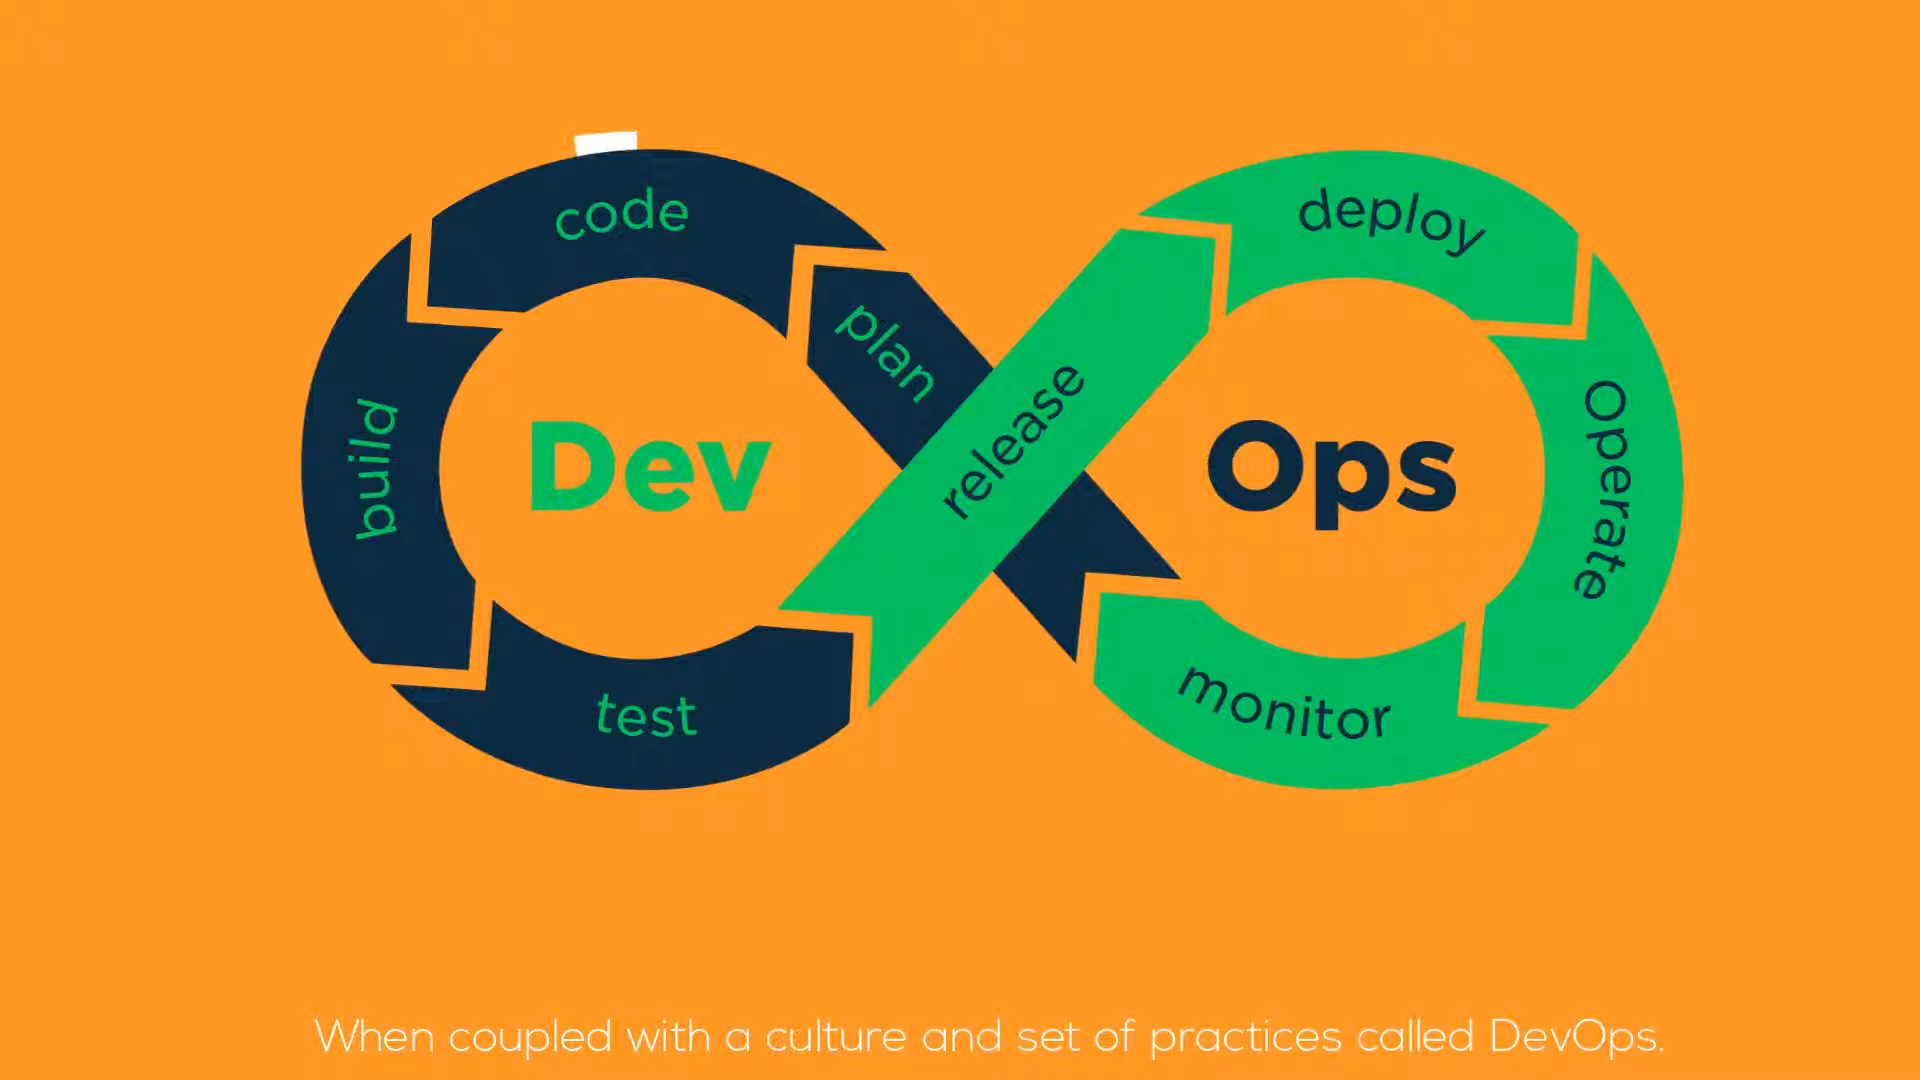 code
deploy
plan
build
Dev
release
Ops
Operate
test
monitor
When coupled with a culture and set of practices called DevOps.